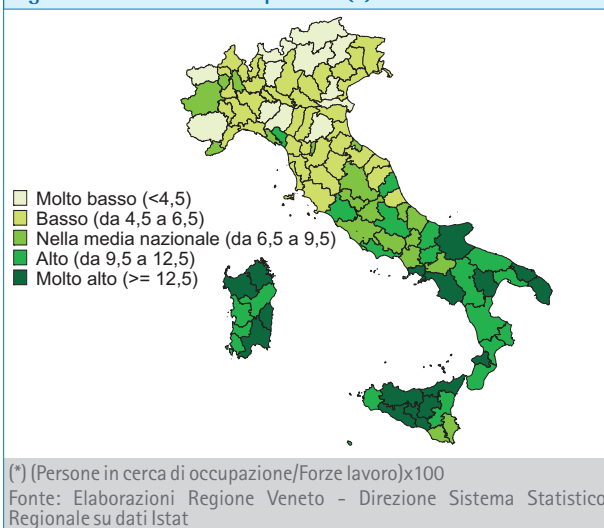 Molto basso (<4,5)
Basso (da 4,5 a 6,5)
Nella media nazionale (da 6,5 a 9,5)
Alto (da 9,5 a 12,5)
Molto alto (>= 12,5)
(*) (Persone in cerca di occupazione/Forze lavoro)x100
Fonte: Elaborazioni Regione Veneto - Direzione Sistema Statistico
Regionale su dati Istat